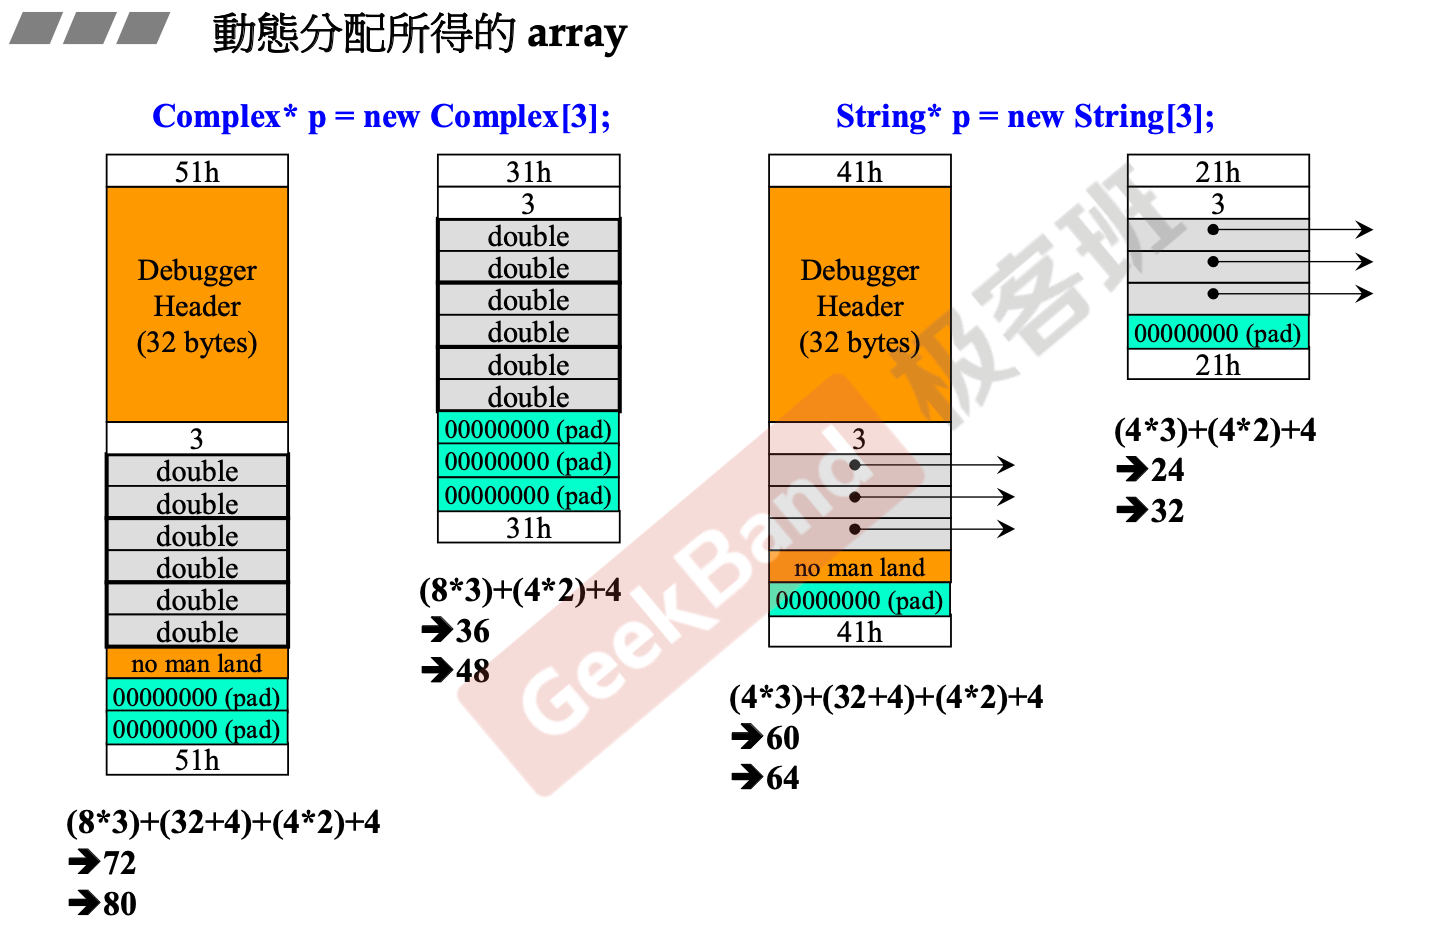 動態分配所得的 array
Complex* p = new Complex[3];
51h
Debugger
Header
(32 bytes)
3
double
double
double
double
double
double
no man land
00000000 (pad)
00000000 (pad)
51h
(8*3)+(32+4)+(4*2)+4
➔72
➔80
31h
3
double
double
double
double
double
double
00000000 (pad)
00000000 (pad)
00000000 (pad)
31h
(8*3)+(4*2)+4
➔36
➔48
String* p = new String[3];
41h
Debugger
Header
(32 bytes)
3
no man land
00000000 (pad)
41h
(4*3)+(32+4)+(4*2)+4
➔60
➔64
21h
3
00000000 (pad)
21h
(4*3)+(4*2)+4
➔24
➔32
GeekBand
极客班